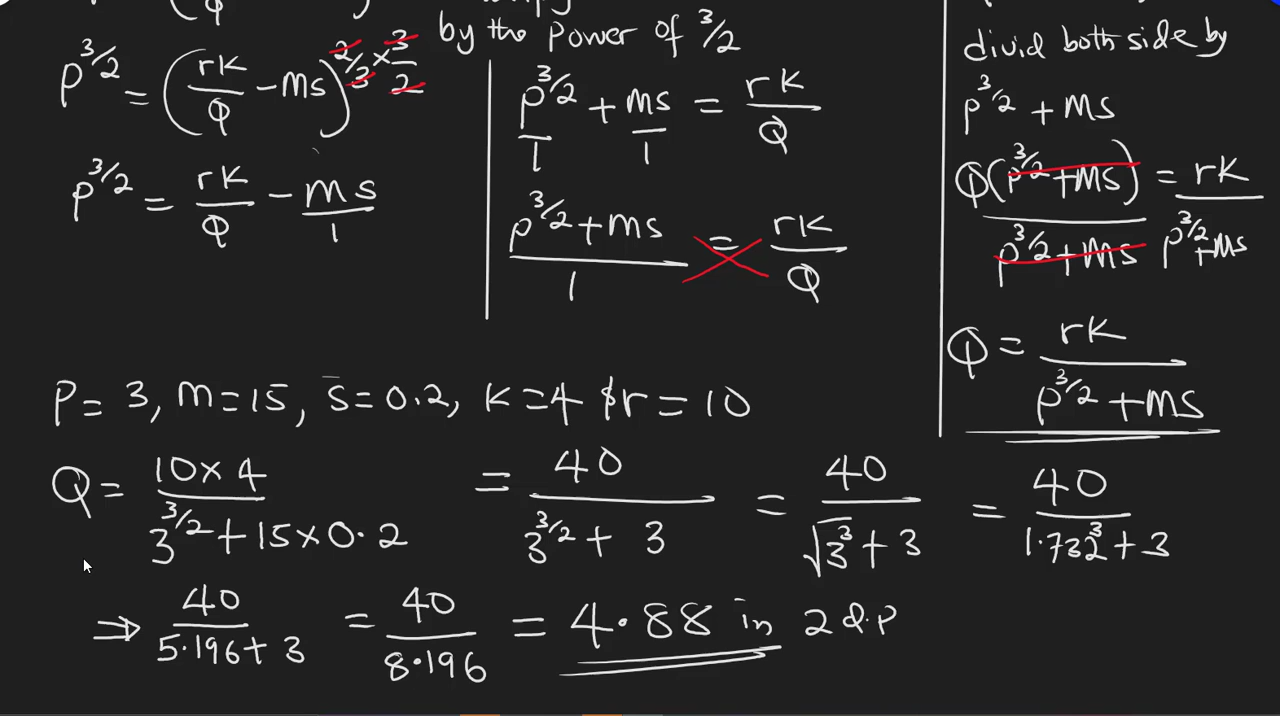 by the power of 3/2
P^3/2 = (rK/Q - ms)^2/3 × 3/2
P^3/2 = rK/Q - ms/1
P^3/2/1 + ms/1 = rK/Q
P^3/2 + ms/1 = rK/Q
divid both side by
P^3/2 + ms
Q(P^3/2 + ms)/P^3/2 + ms = rK/P^3/2 + ms
Q = rK/P^3/2 + ms
P = 3, m = 15, s = 0.2, K = 4 & r = 10
Q = 10 × 4/3^3/2 + 15 × 0.2 = 40/3^3/2 + 3 = 40/√3^3 + 3 = 40/1.732^3 + 3
⇒ 40/5.196 + 3 = 40/8.196 = 4.88 in 2 d.p